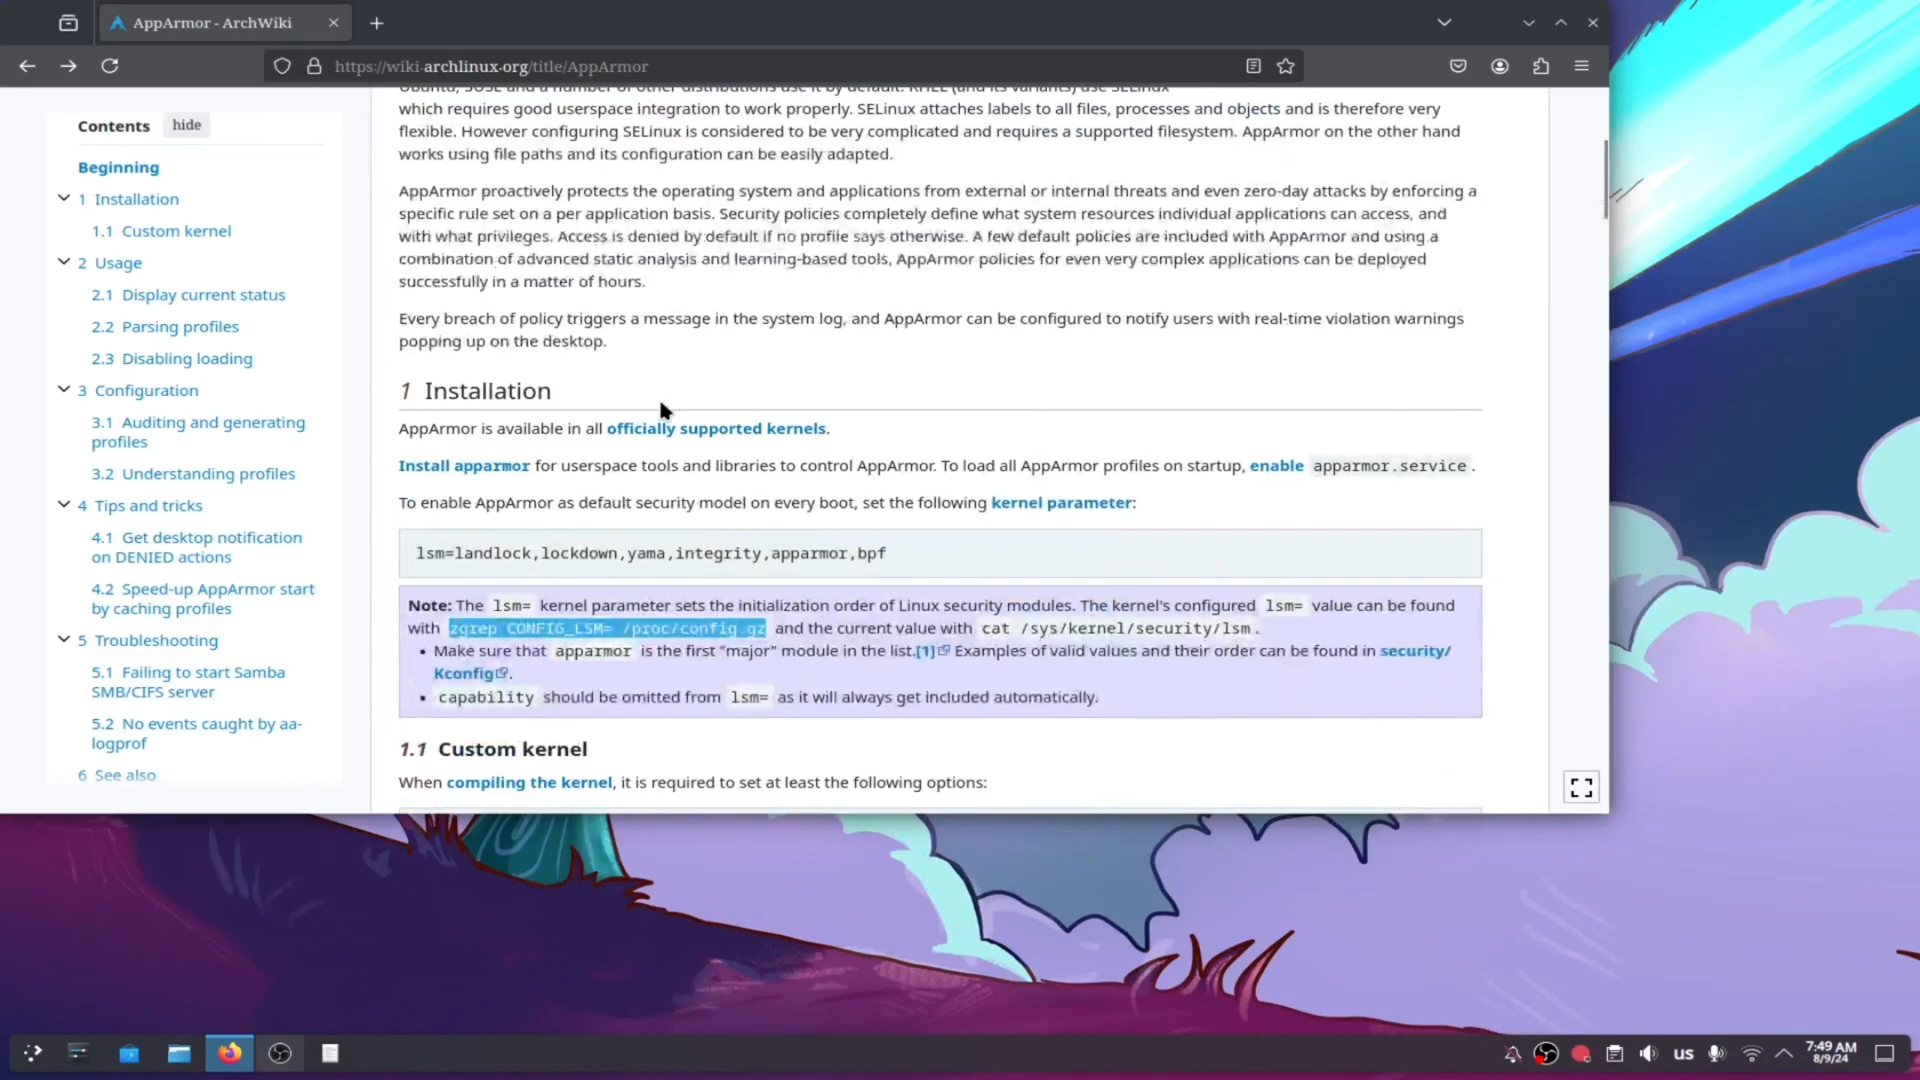 AppArmor - ArchWiki
https://wiki.archlinux.org/title/AppArmor
Contents hide
Beginning
1 Installation
1.1 Custom kernel
2 Usage
2.1 Display current status
2.2 Parsing profiles
2.3 Disabling loading
3 Configuration
3.1 Auditing and generating
profiles
3.2 Understanding profiles
4 Tips and tricks
4.1 Get desktop notification
on DENIED actions
4.2 Speed-up AppArmor start
by caching profiles
5 Troubleshooting
5.1 Failing to start Samba
SMB/CIFS server
5.2 No events caught by aa-
logprof
6 See also
Ubuntu, SUSE and a number of other distributions use it by default. RHEL (and its variants) use SELinux
which requires good userspace integration to work properly. SELinux attaches labels to all files, processes and objects and is therefore very
flexible. However configuring SELinux is considered to be very complicated and requires a supported filesystem. AppArmor on the other hand
works using file paths and its configuration can be easily adapted.
AppArmor proactively protects the operating system and applications from external or internal threats and even zero-day attacks by enforcing a
specific rule set on a per application basis. Security policies completely define what system resources individual applications can access, and
with what privileges. Access is denied by default if no profile says otherwise. A few default policies are included with AppArmor and using a
combination of advanced static analysis and learning-based tools, AppArmor policies for even very complex applications can be deployed
successfully in a matter of hours.
Every breach of policy triggers a message in the system log, and AppArmor can be configured to notify users with real-time violation warnings
popping up on the desktop.
1 Installation
AppArmor is available in all officially supported kernels.
Install apparmor for userspace tools and libraries to control AppArmor. To load all AppArmor profiles on startup, enable apparmor.service.
To enable AppArmor as default security model on every boot, set the following kernel parameter:
lsm=landlock,lockdown,yama,integrity,apparmor,bpf
Note: The lsm= kernel parameter sets the initialization order of Linux security modules. The kernel's configured lsm= value can be found
with zgrep CONFIG_LSM= /proc/config.gz and the current value with cat /sys/kernel/security/lsm.
• Make sure that apparmor is the first "major" module in the list.[1] Examples of valid values and their order can be found in security/
Kconfig.
• capability should be omitted from lsm= as it will always get included automatically.
1.1 Custom kernel
When compiling the kernel, it is required to set at least the following options:
us
7:49 AM
8/9/24